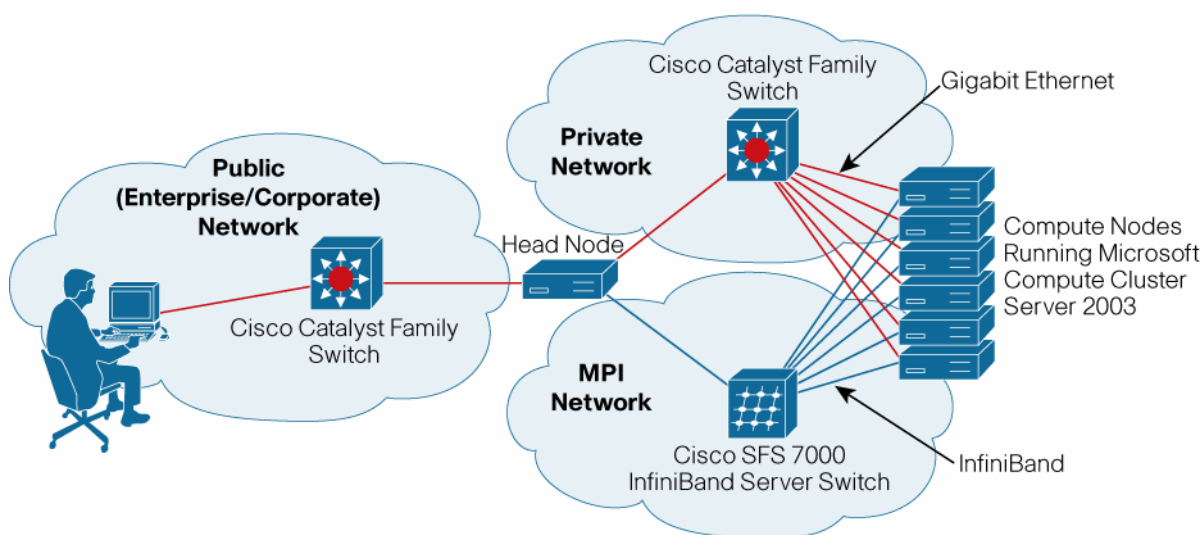 Public
(Enterprise/Corporate)
Network
Cisco Catalyst Family
Switch
Head Node
Private
Network
Cisco Catalyst Family
Switch
Gigabit Ethernet
Compute Nodes
Running Microsoft
Compute Cluster
Server 2003
MPI
Network
Cisco SFS 7000
InfiniBand Server Switch
InfiniBand